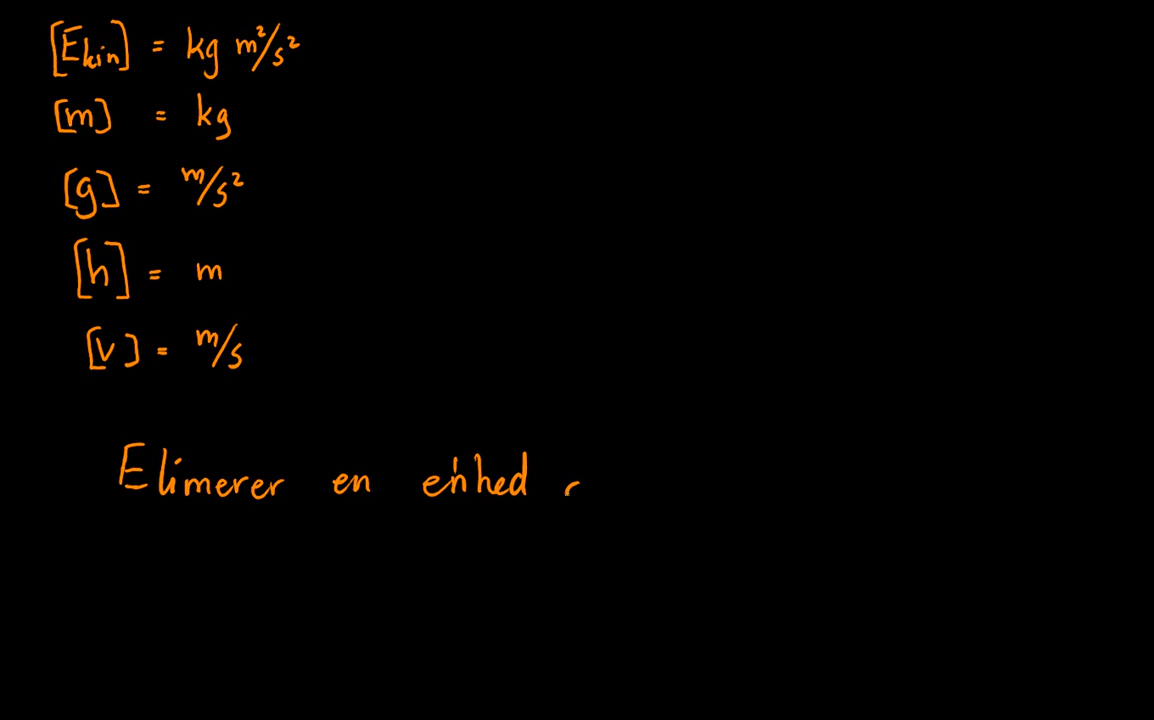 [Ekin] = kg m²/s²
[m] = kg
[g] = m/s²
[h] = m
[v] = m/s
Elimerer en enhed